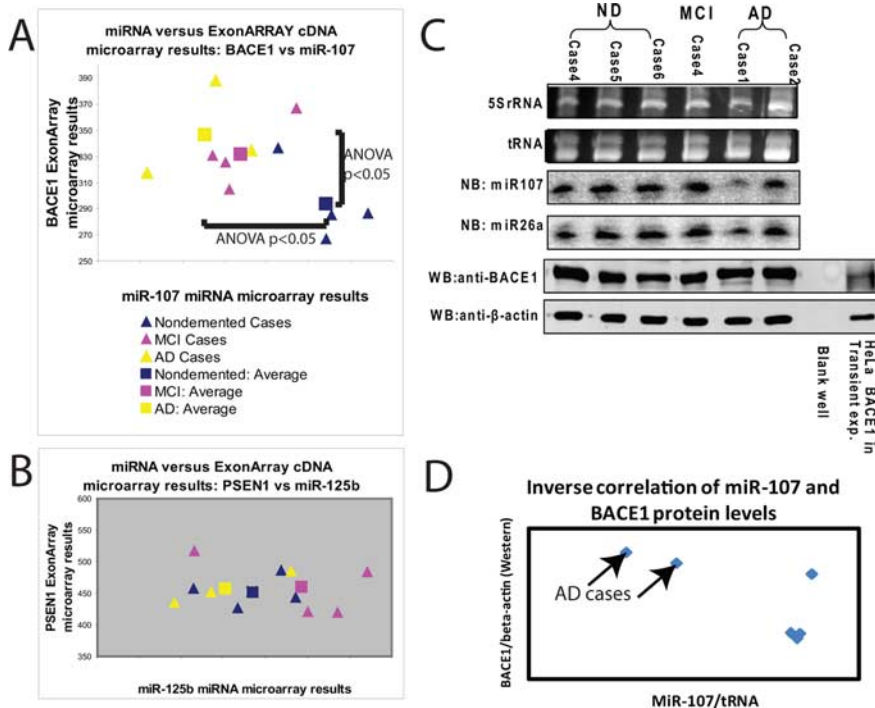 A
miRNA versus ExonARRAY cDNA
microarray results: BACE1 vs miR-107
BACE1 ExonArray
microarray results
390
370
350
330
310
290
270
250
ANOVA
p<0.05
ANOVA p<0.05
miR-107 miRNA microarray results
Nondemented Cases
MCI Cases
AD Cases
Nondemented: Average
MCI: Average
AD: Average
B
miRNA versus ExonArray cDNA
microarray results: PSEN1 vs miR-125b
PSEN1 ExonArray
microarray results
600
550
500
450
400
350
miR-125b miRNA microarray results
C
ND MCI AD
Case4 Case5 Case6 Case4 Case1 Case2
5SrRNA
tRNA
NB: miR107
NB: miR26a
WB:anti-BACE1
WB:anti-β-actin
Blank well
HeLa BACE1 in
Transient exp.
D
Inverse correlation of miR-107 and
BACE1 protein levels
BACE1/beta-actin (Western)
AD cases
MiR-107/tRNA